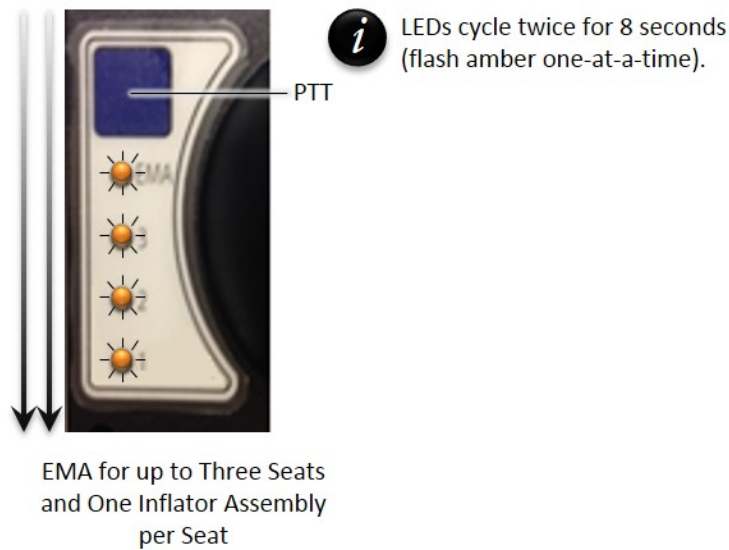 i LEDs cycle twice for 8 seconds
(flash amber one-at-a-time).
PTT
EMA
3
2
1
EMA for up to Three Seats
and One Inflator Assembly
per Seat